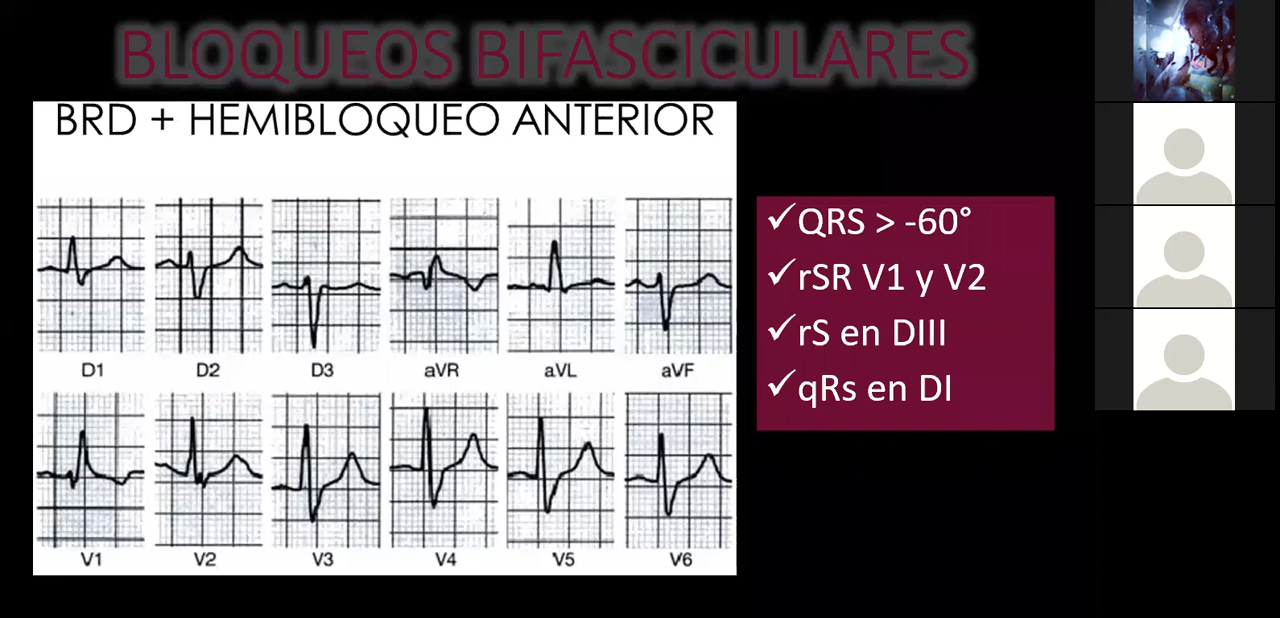 BLOQUEOS BIFASCICULARES
BRD + HEMIBLOQUEO ANTERIOR
D1 D2 D3 aVR aVL aVF
V1 V2 V3 V4 V5 V6
✓QRS > -60°
✓rSR V1 y V2
✓rS en DIII
✓qRs en DI